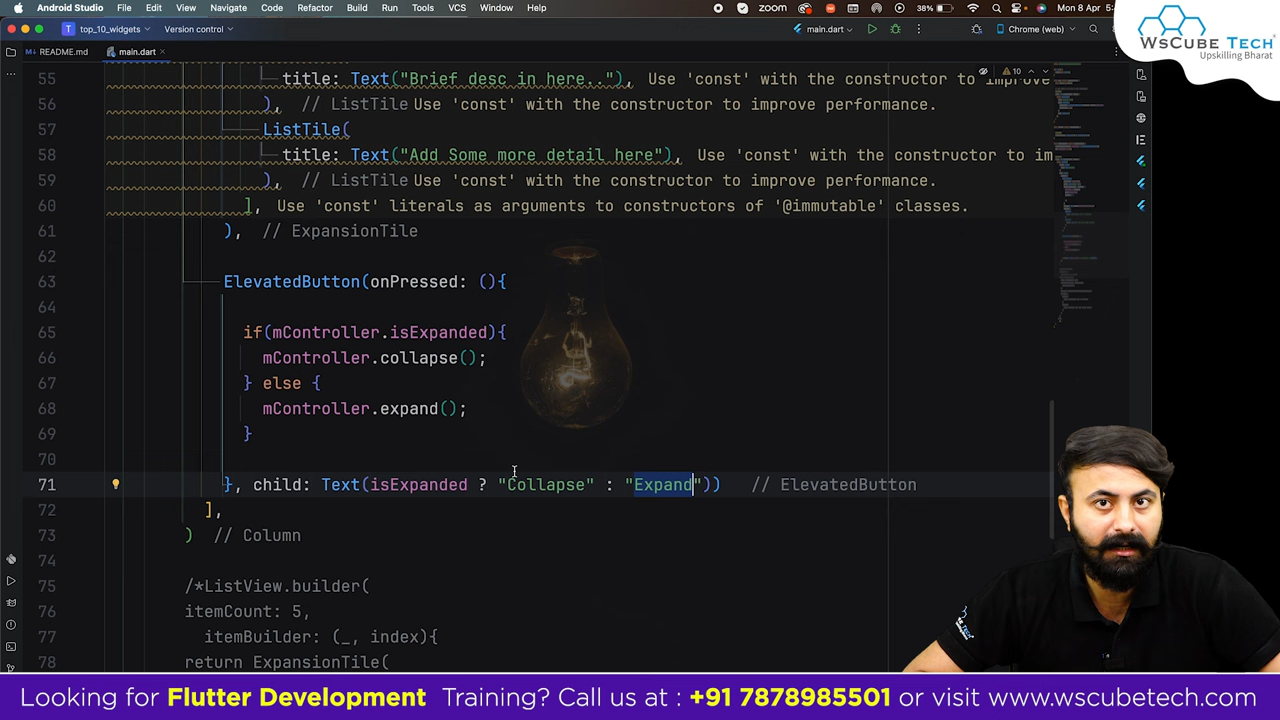 Android Studio File Edit View Navigate Code Refactor Build Run Tools VCS Window Help zoom 38% Mon 8 Apr 5:
top_10_widgets Version control main.dart Chrome (web)
WsCube Tech
Upskilling Bharat
README.md main.dart
10
55 title: Text("Brief desc in here.."), Use 'const' with the constructor to improve
56 ), // ListTile Use 'const' with the constructor to improve performance.
57 ListTile(
58 title: Text("Add Some more detail here"), Use 'const' with the constructor to im
59 ), // ListTile Use 'const' with the constructor to improve performance.
60 ], Use 'const' literals as arguments to constructors of '@immutable' classes.
61 ), // ExpansionTile
62
63 ElevatedButton(onPressed: (){
64
65 if(mController.isExpanded){
66 mController.collapse();
67 } else {
68 mController.expand();
69 }
70
71 }, child: Text(isExpanded ? "Collapse" : "Expand")) // ElevatedButton
72 ],
73 ) // Column
74
75 /*ListView.builder(
76 itemCount: 5,
77 itemBuilder: (_, index){
78 return ExpansionTile(
Looking for Flutter Development Training? Call us at : +91 7878985501 or visit www.wscubetech.com